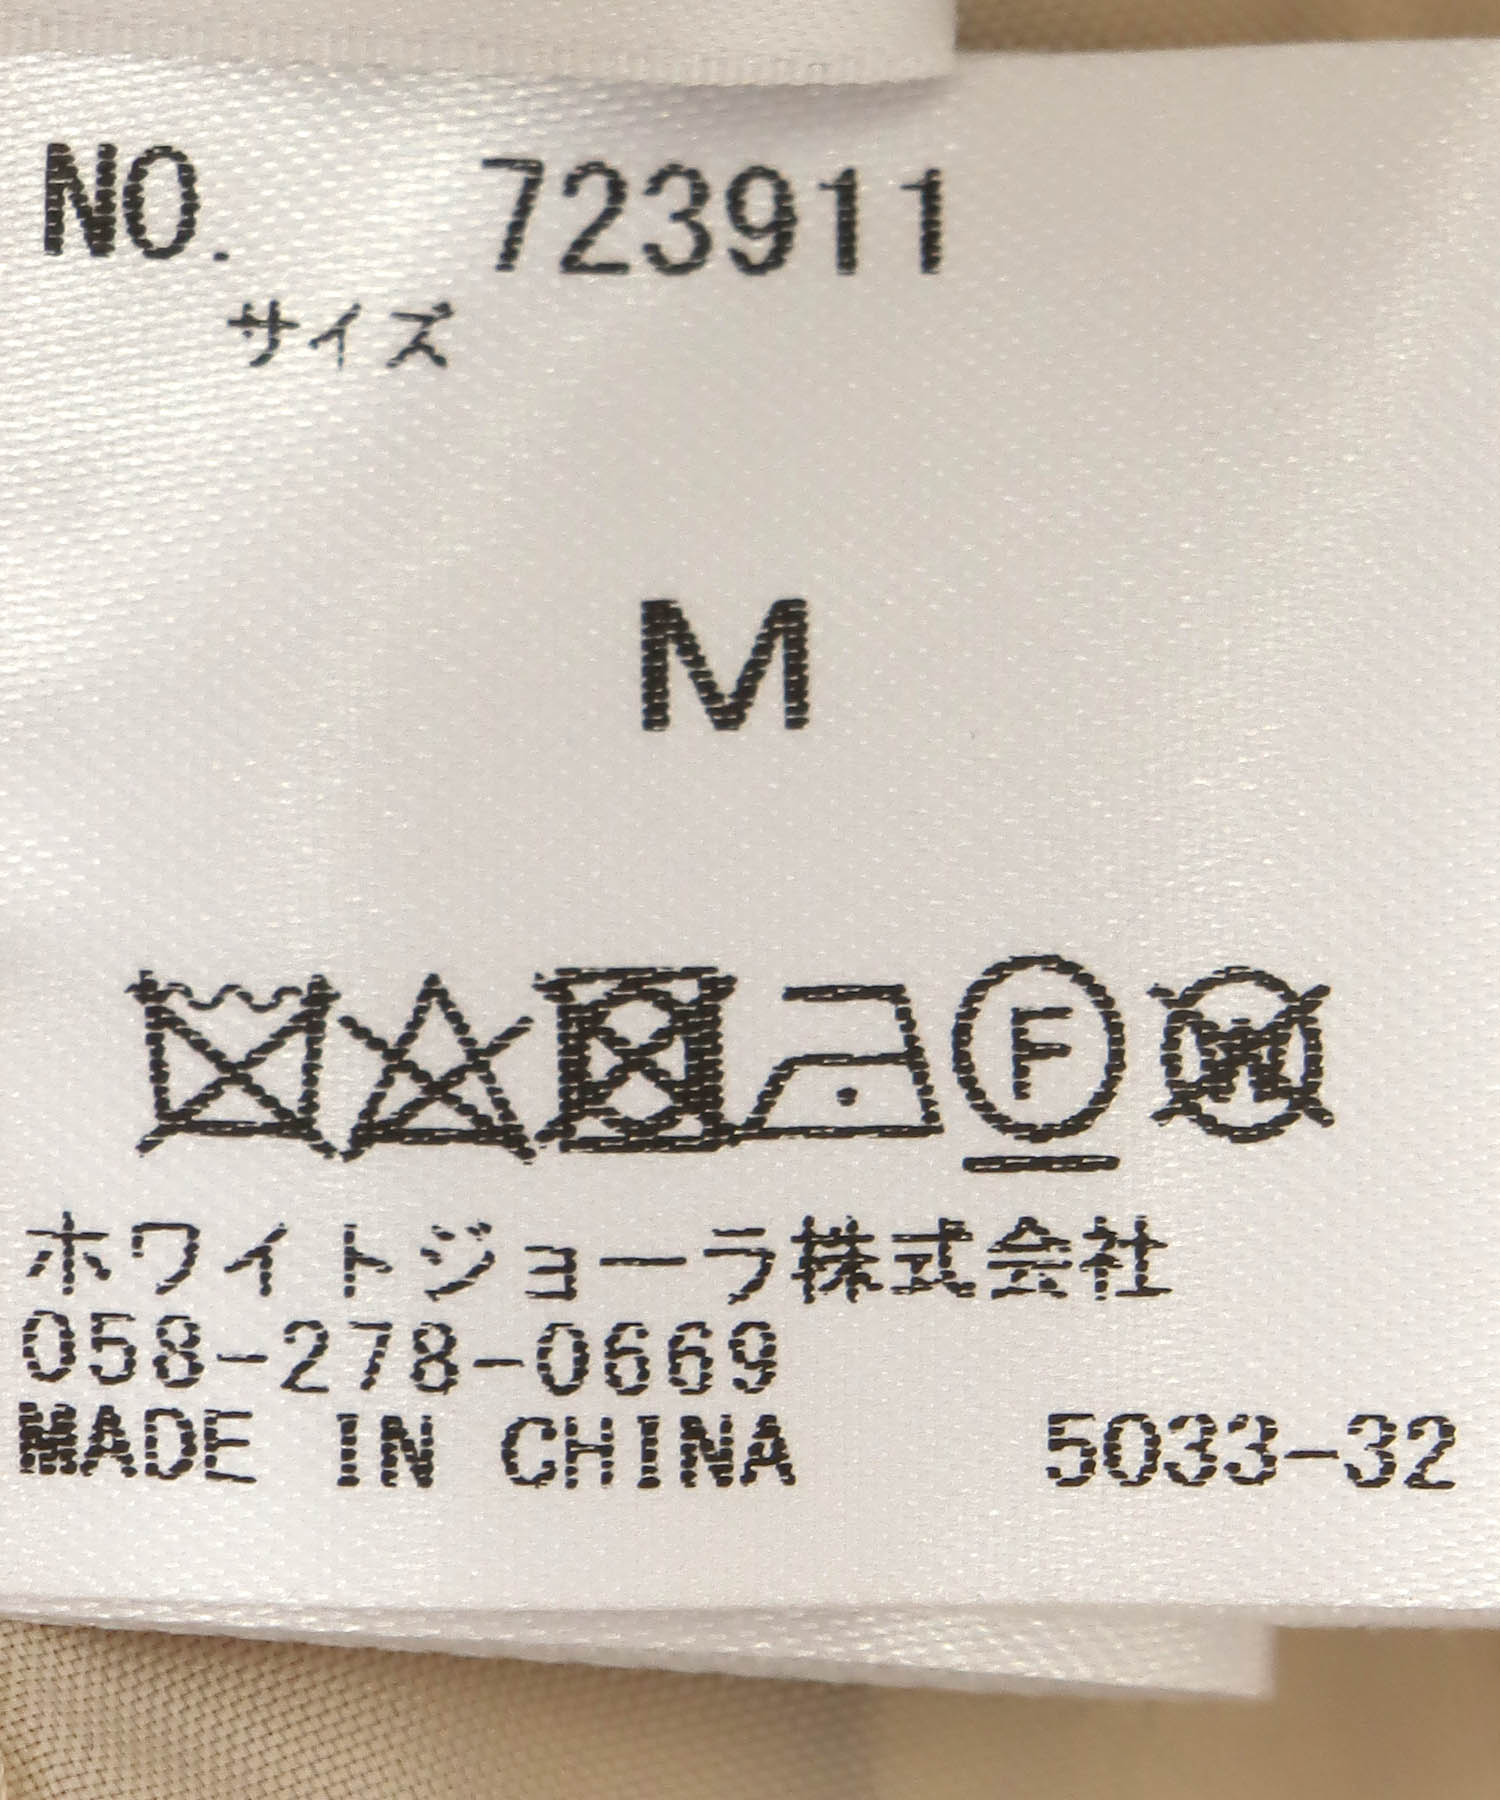 NO. 723911
サイズ
M
F W
ホワイトジョーラ株式会社
058-278-0669
MADE IN CHINA 5033-32